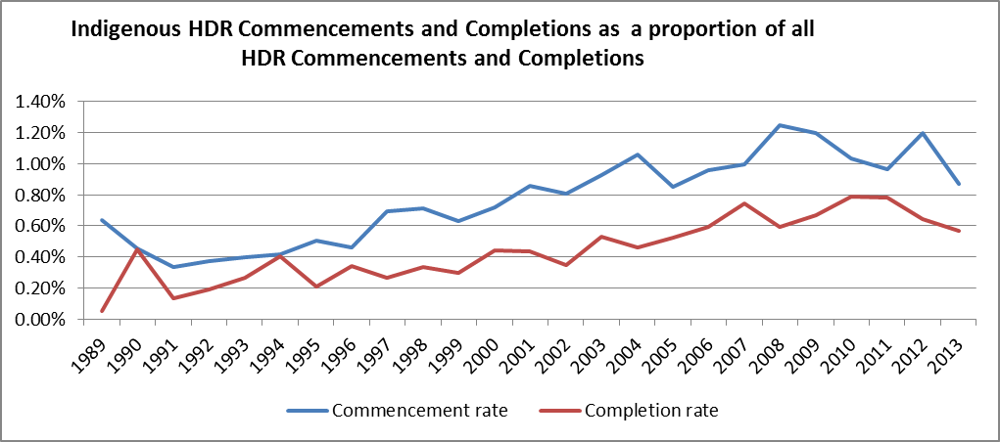 Indigenous HDR Commencements and Completions as a proportion of all
HDR Commencements and Completions
1.40%
1.20%
1.00%
0.80%
0.60%
0.40%
0.20%
0.00%
1989 1990 1991 1992 1993 1994 1995 1996 1997 1998 1999 2000 2001 2002 2003 2004 2005 2006 2007 2008 2009 2010 2011 2012 2013
Commencement rate Completion rate